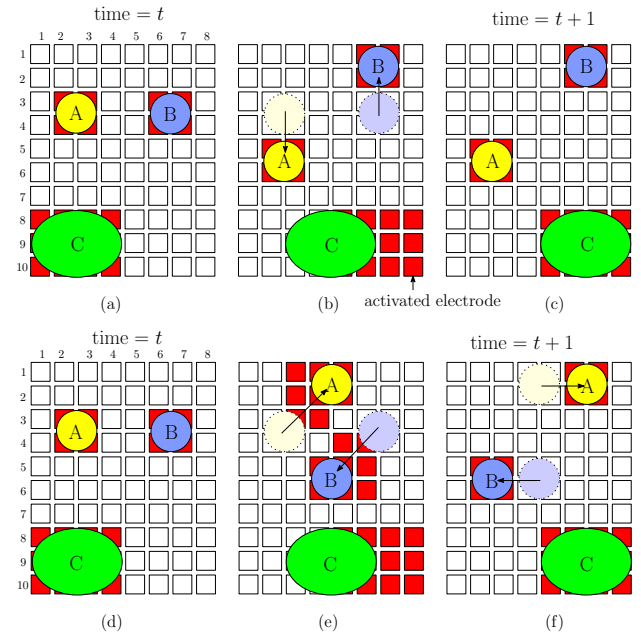 time = t
time = t + 1
1 2 3 4 5 6 7 8
1
2
3
4
5
6
7
8
9
10
A
B
C
B
A
C
B
A
C
(a)
(b)
(c)
activated electrode
time = t
time = t + 1
1 2 3 4 5 6 7 8
1
2
3
4
5
6
7
8
9
10
A
B
C
A
B
C
A
B
C
(d)
(e)
(f)